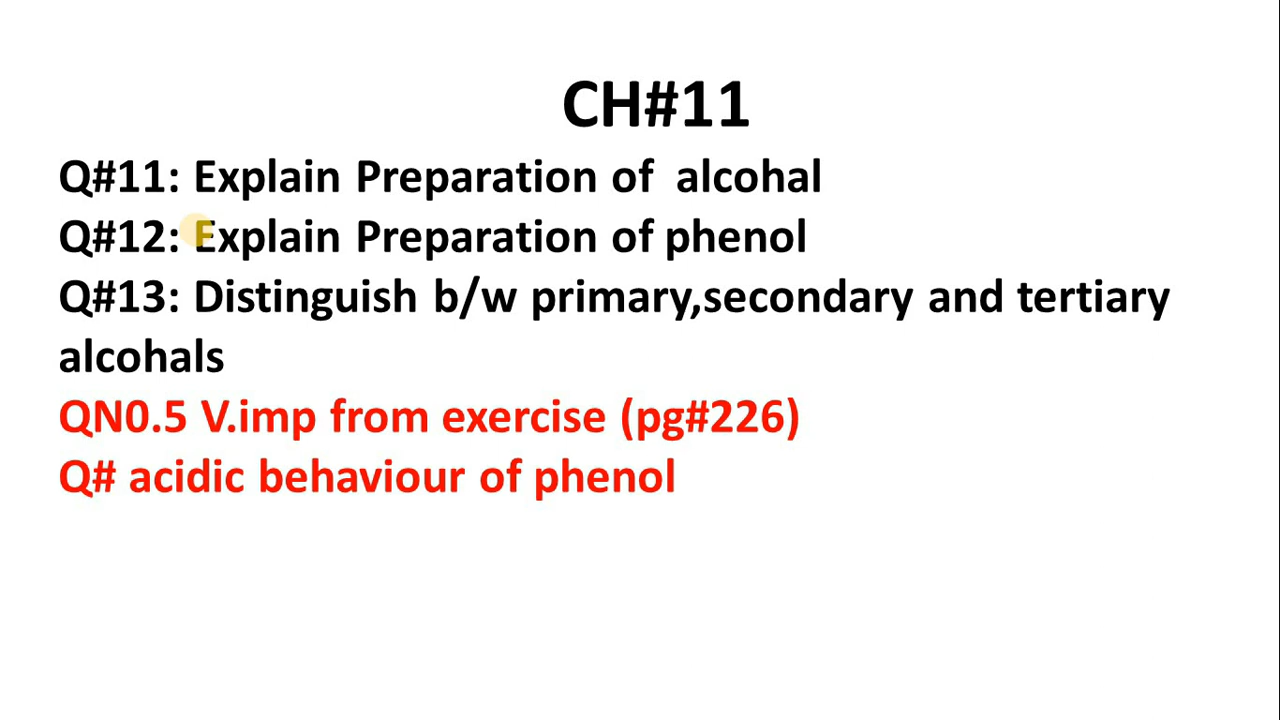 CH#11
Q#11: Explain Preparation of  alcohal
Q#12: Explain Preparation of phenol
Q#13: Distinguish b/w primary,secondary and tertiary
alcohals
QN0.5 V.imp from exercise (pg#226)
Q# acidic behaviour of phenol